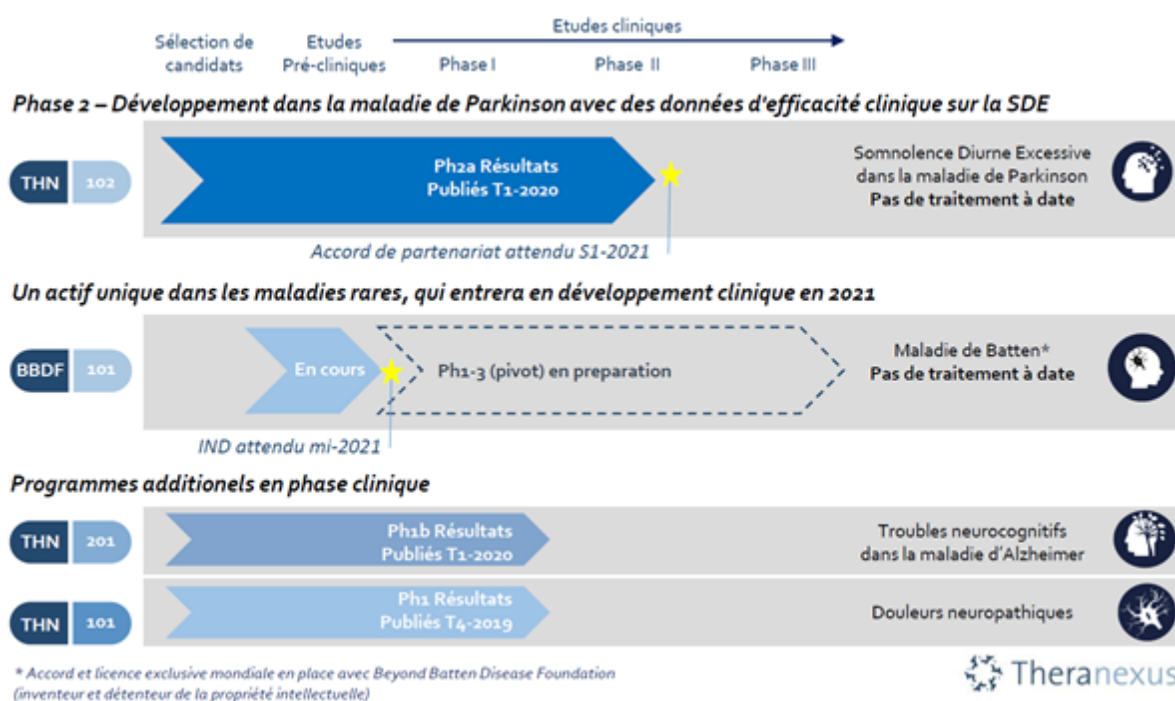 Etudes cliniques
Sélection de
candidats
Etudes
Pré-cliniques
Phase I
Phase II
Phase III
Phase 2 – Développement dans la maladie de Parkinson avec des données d'efficacité clinique sur la SDE
THN 102
Ph2a Résultats
Publiés T1-2020
Somnolence Diurne Excessive
dans la maladie de Parkinson
Pas de traitement à date
Accord de partenariat attendu S1-2021
Un actif unique dans les maladies rares, qui entrera en développement clinique en 2021
BBDF 101
En cours
Ph1-3 (pivot) en preparation
Maladie de Batten*
Pas de traitement à date
IND attendu mi-2021
Programmes additionels en phase clinique
THN 201
Ph1b Résultats
Publiés T1-2020
Troubles neurocognitifs
dans la maladie d'Alzheimer
THN 101
Ph1 Résultats
Publiés T4-2019
Douleurs neuropathiques
* Accord et licence exclusive mondiale en place avec Beyond Batten Disease Foundation
(inventeur et détenteur de la propriété intellectuelle)
Theranexus